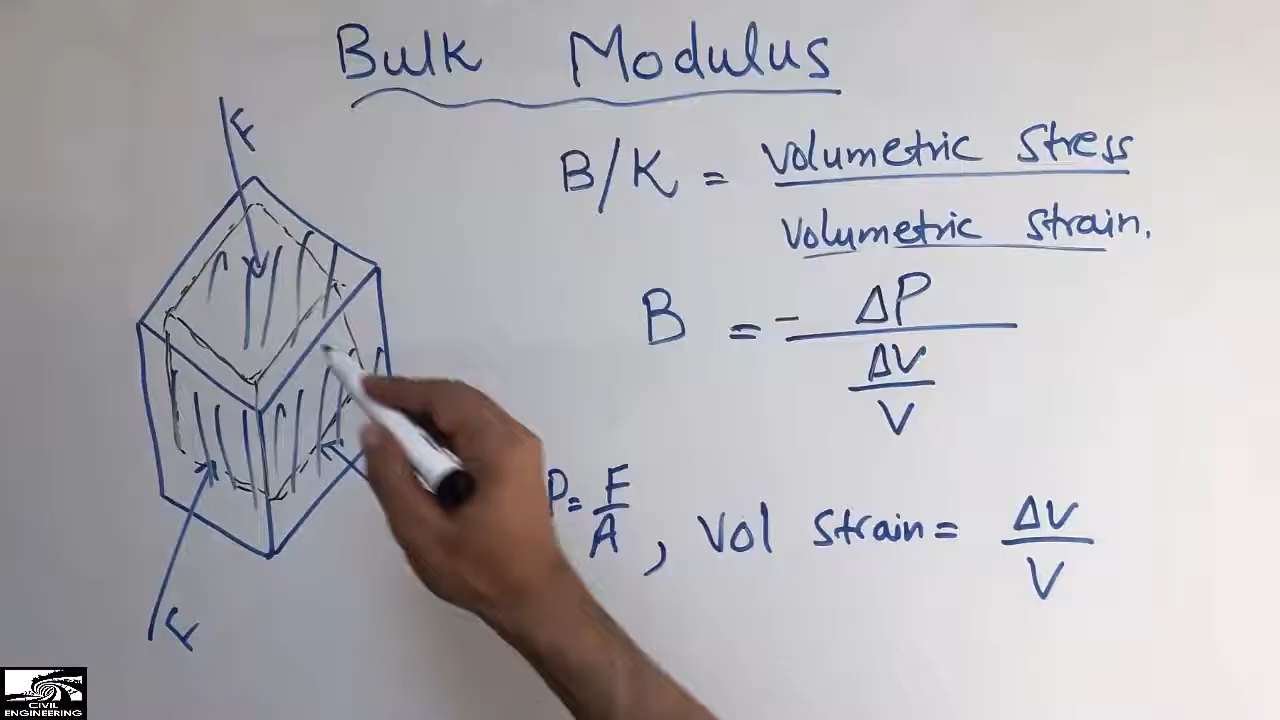 Bulk Modulus
F
B/K = Volumetric Stress
Volumetric Strain.
B = - ΔP
ΔV
V
P = F
A , Vol Strain = ΔV
V
F
CIVIL
ENGINEERING